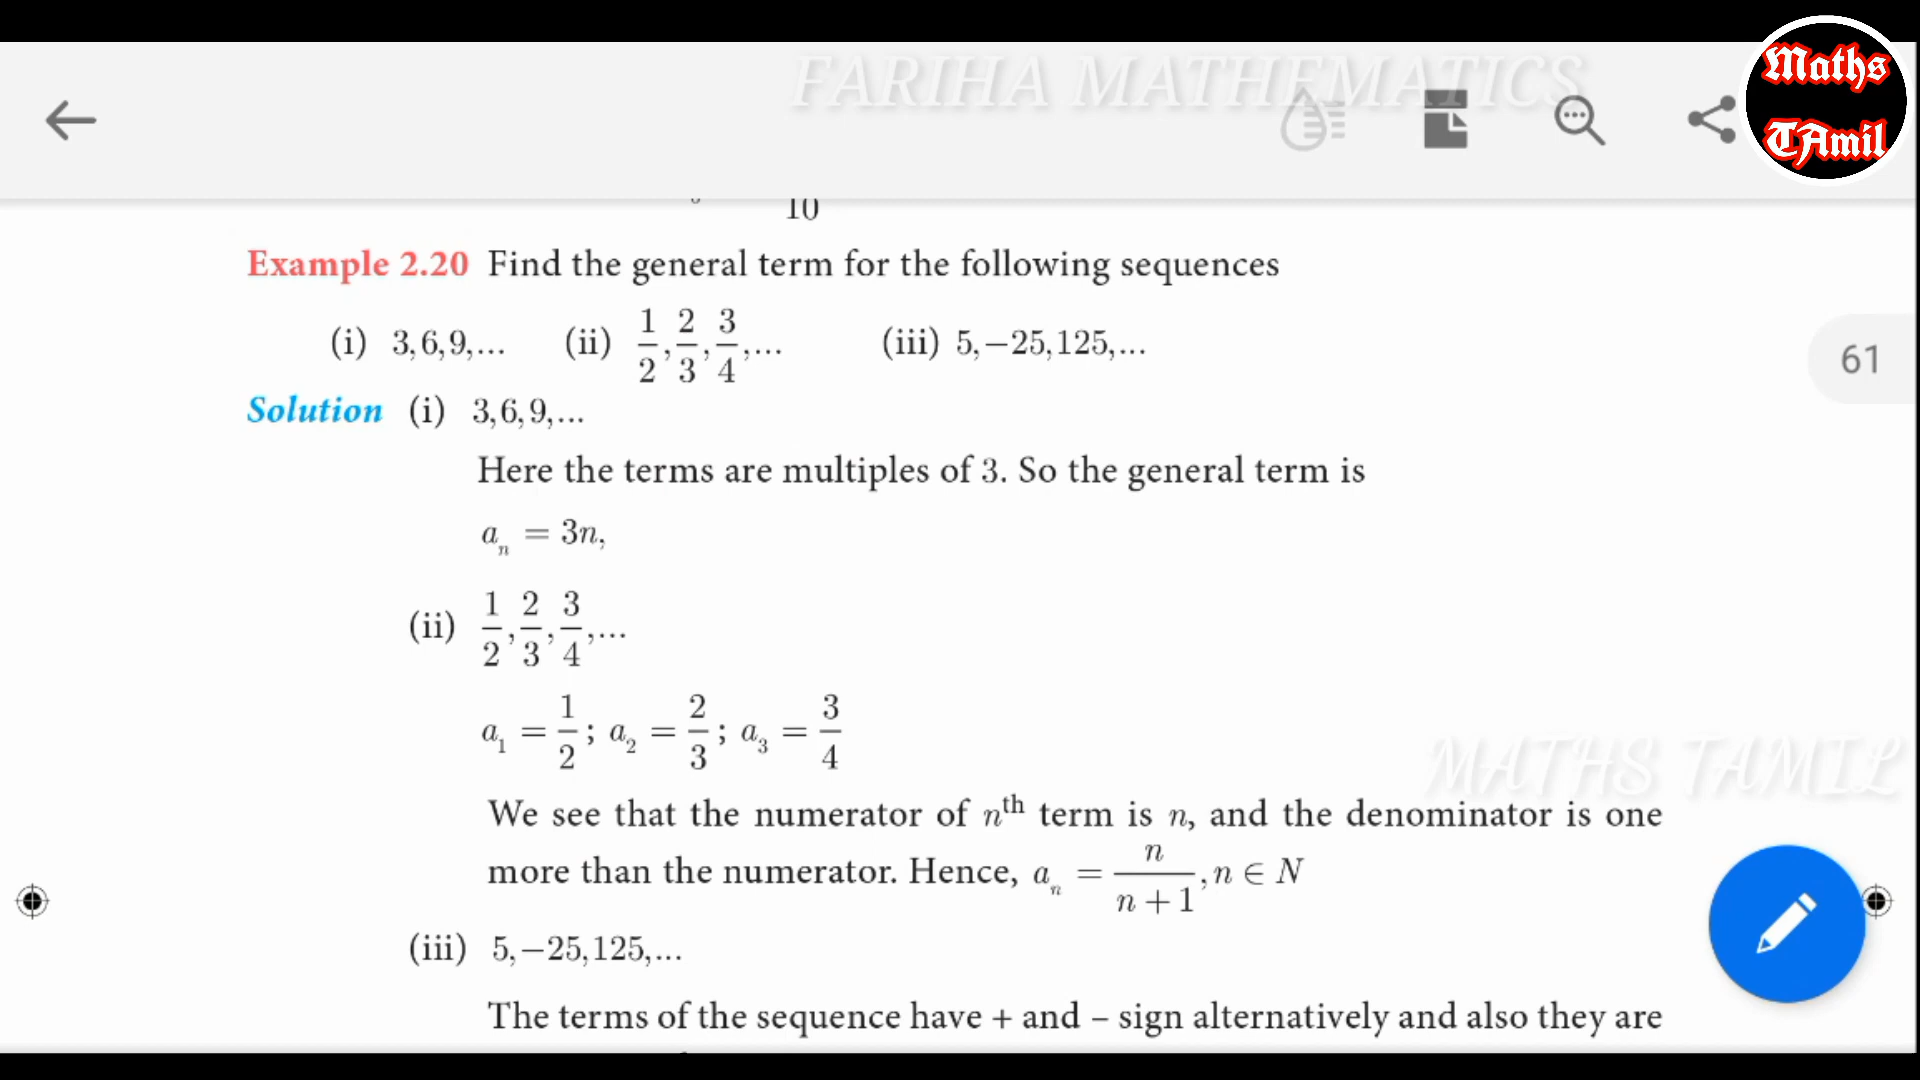 FARIHA MATHEMATICS
Maths
TAmil
10
Example 2.20 Find the general term for the following sequences
(i) 3,6,9,... (ii) 1/2, 2/3, 3/4,... (iii) 5,−25,125,...
61
Solution (i) 3,6,9,...
Here the terms are multiples of 3. So the general term is
aₙ = 3n,
(ii) 1/2, 2/3, 3/4,...
a₁ = 1/2; a₂ = 2/3; a₃ = 3/4
MATHS TAMIL
We see that the numerator of nᵗʰ term is n, and the denominator is one
more than the numerator. Hence, aₙ = n/(n+1), n ∈ N
(iii) 5,−25,125,...
The terms of the sequence have + and – sign alternatively and also they are